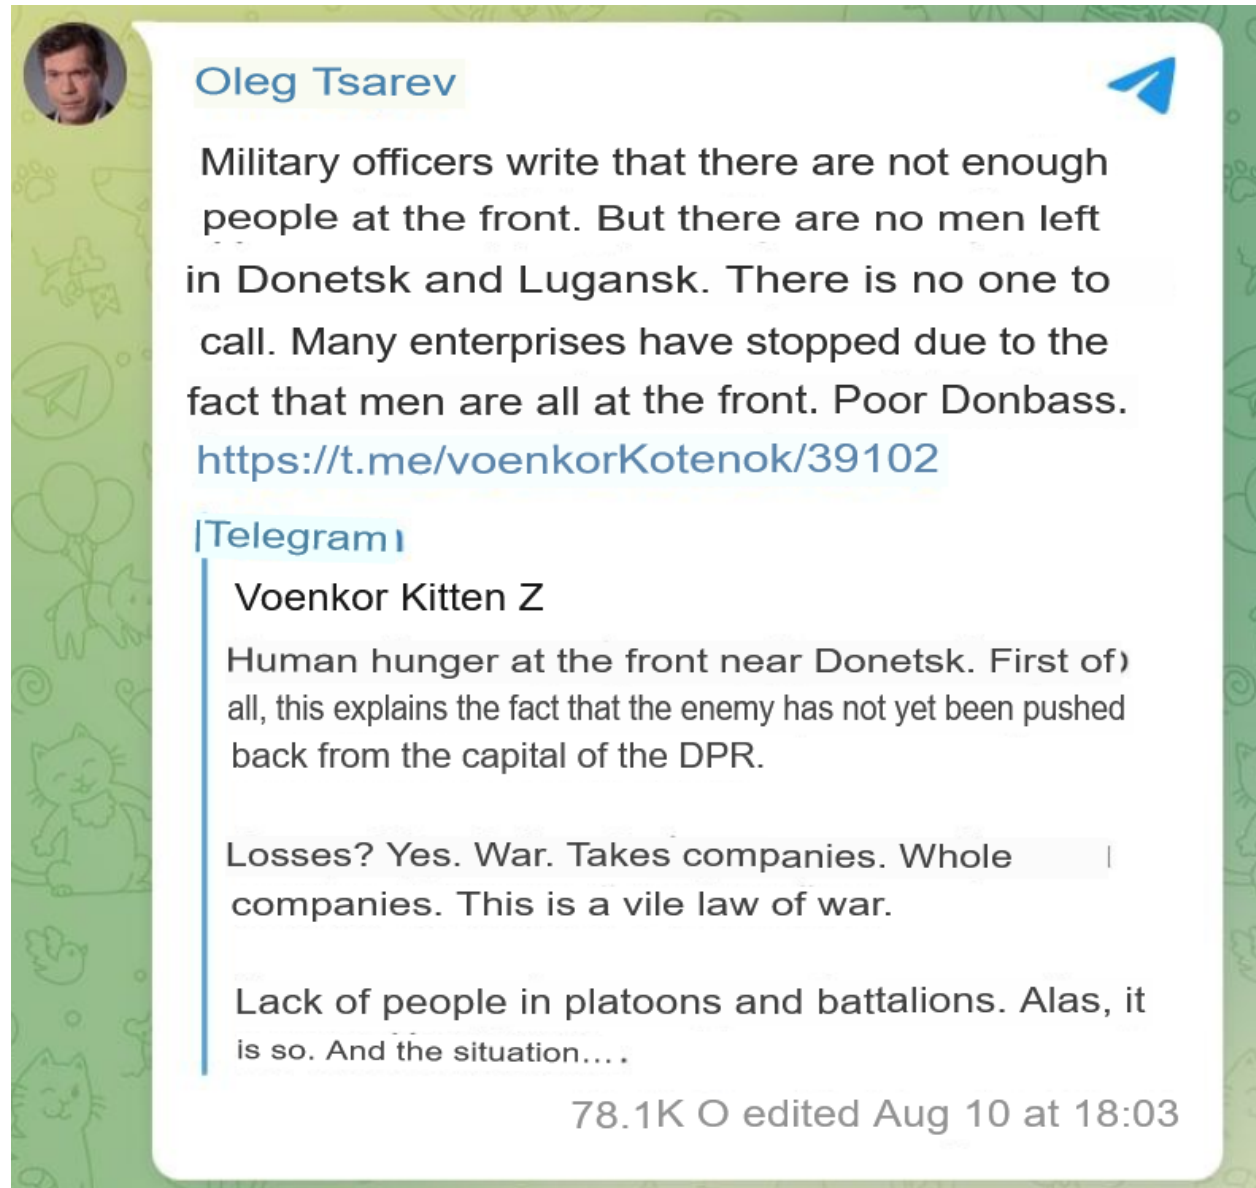 Oleg Tsarev
Military officers write that there are not enough
people at the front. But there are no men left
in Donetsk and Lugansk. There is no one to
call. Many enterprises have stopped due to the
fact that men are all at the front. Poor Donbass.
https://t.me/voenkorKotenok/39102
|Telegram
Voenkor Kitten Z
Human hunger at the front near Donetsk. First of
all, this explains the fact that the enemy has not yet been pushed
back from the capital of the DPR.
Losses? Yes. War. Takes companies. Whole
companies. This is a vile law of war.
Lack of people in platoons and battalions. Alas, it
is so. And the situation....
78.1K O edited Aug 10 at 18:03